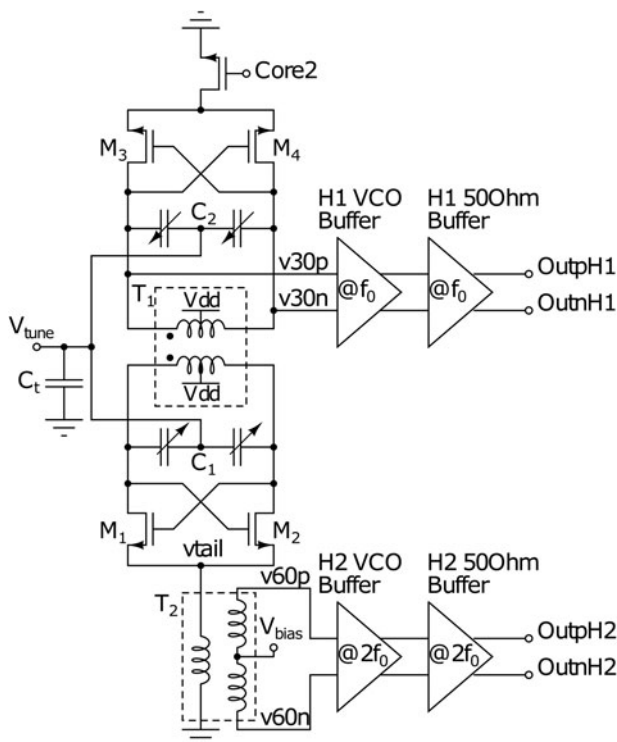 Core2
M3
M4
C2
H1 VCO
Buffer
H1 50Ohm
Buffer
v30p
@f0
@f0
OutpH1
T1
Vdd
v30n
OutnH1
Vtune
Ct
Vdd
C1
M1
M2
vtail
H2 VCO
Buffer
H2 50Ohm
Buffer
v60p
T2
Vbias
@2f0
@2f0
OutpH2
OutnH2
v60n